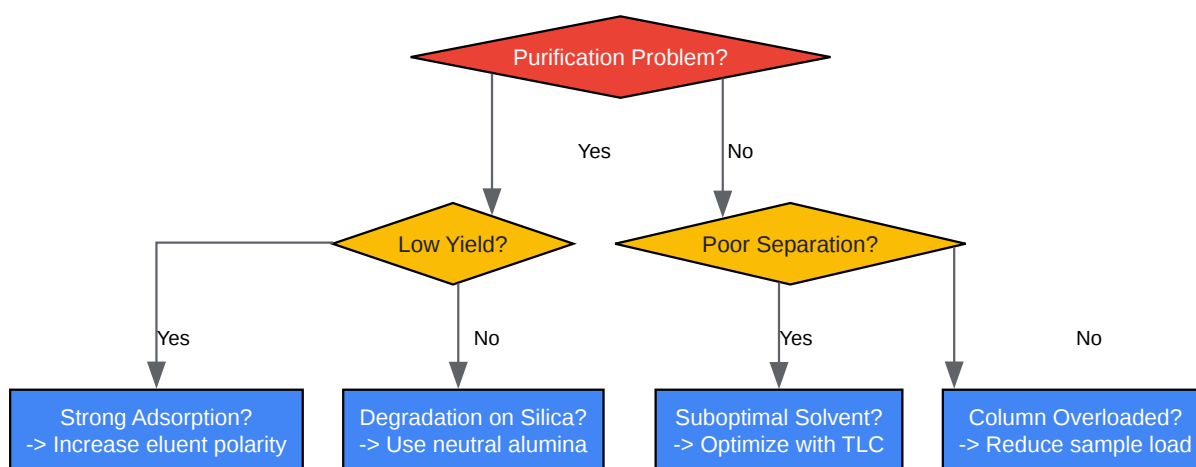 Purification Problem?
Yes
No
Low Yield?
Poor Separation?
Yes
No
Yes
No
Strong Adsorption?
-> Increase eluent polarity
Degradation on Silica?
-> Use neutral alumina
Suboptimal Solvent?
-> Optimize with TLC
Column Overloaded?
-> Reduce sample load